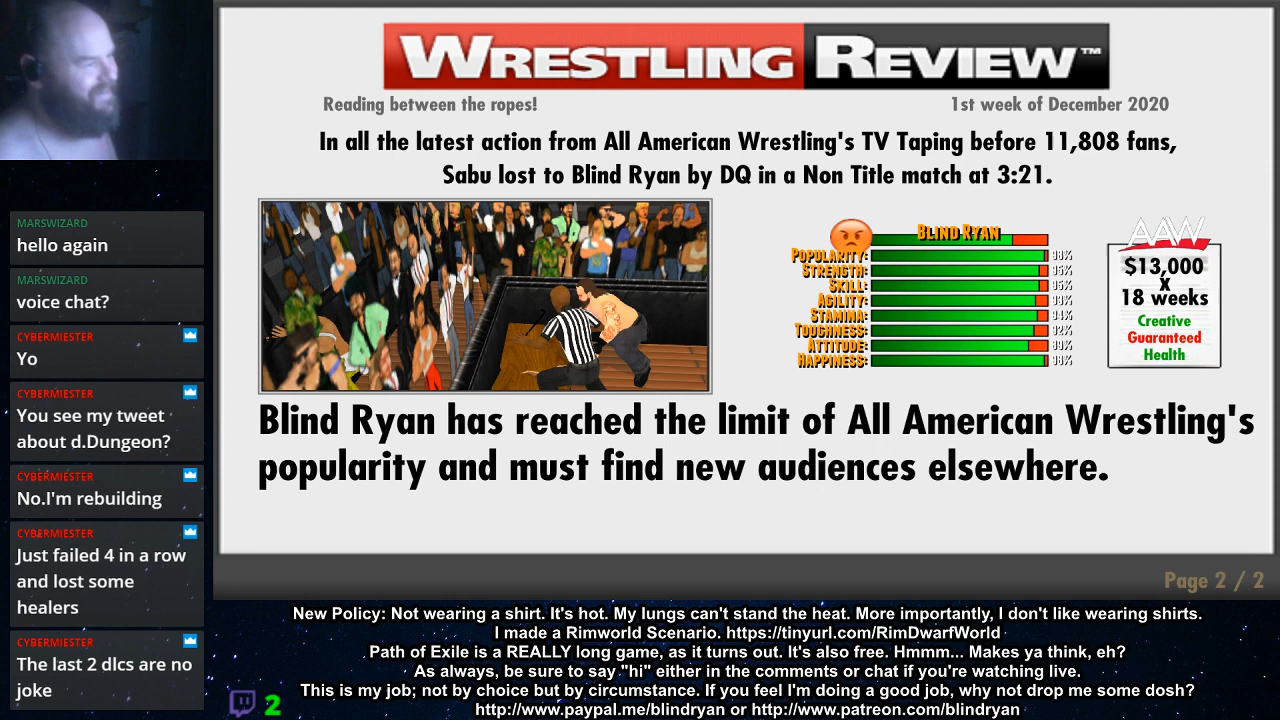 WRESTLING REVIEW™
Reading between the ropes!
1st week of December 2020
In all the latest action from All American Wrestling's TV Taping before 11,808 fans,
Sabu lost to Blind Ryan by DQ in a Non Title match at 3:21.
MARSWIZARD
hello again
MARSWIZARD
voice chat?
CYBERMIESTER
Yo
CYBERMIESTER
You see my tweet
about d.Dungeon?
CYBERMIESTER
No.I'm rebuilding
CYBERMIESTER
Just failed 4 in a row
and lost some
healers
CYBERMIESTER
The last 2 dlcs are no
joke
BLIND RYAN
POPULARITY:
STRENGTH:
SKILL:
AGILITY:
STAMINA:
TOUGHNESS:
ATTITUDE:
HAPPINESS:
AAW
$13,000
X
18 weeks
Creative
Guaranteed
Health
Blind Ryan has reached the limit of All American Wrestling's
popularity and must find new audiences elsewhere.
Page 2 / 2
New Policy: Not wearing a shirt. It's hot. My lungs can't stand the heat. More importantly, I don't like wearing shirts.
I made a Rimworld Scenario. https://tinyurl.com/RimDwarfWorld
Path of Exile is a REALLY long game, as it turns out. It's also free. Hmmm... Makes ya think, eh?
As always, be sure to say "hi" either in the comments or chat if you're watching live.
This is my job; not by choice but by circumstance. If you feel I'm doing a good job, why not drop me some dosh?
http://www.paypal.me/blindryan or http://www.patreon.com/blindryan
2